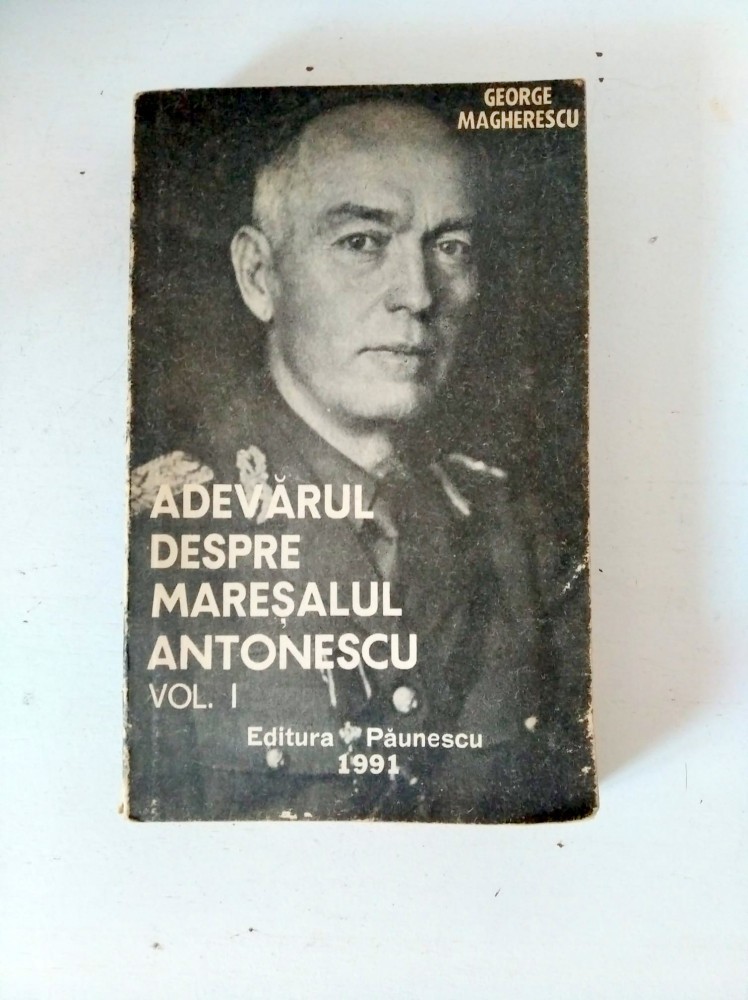 GEORGE
MAGHERESCU
ADEVĂRUL
DESPRE
MAREȘALUL
ANTONESCU
VOL. I
Editura Păunescu
1991